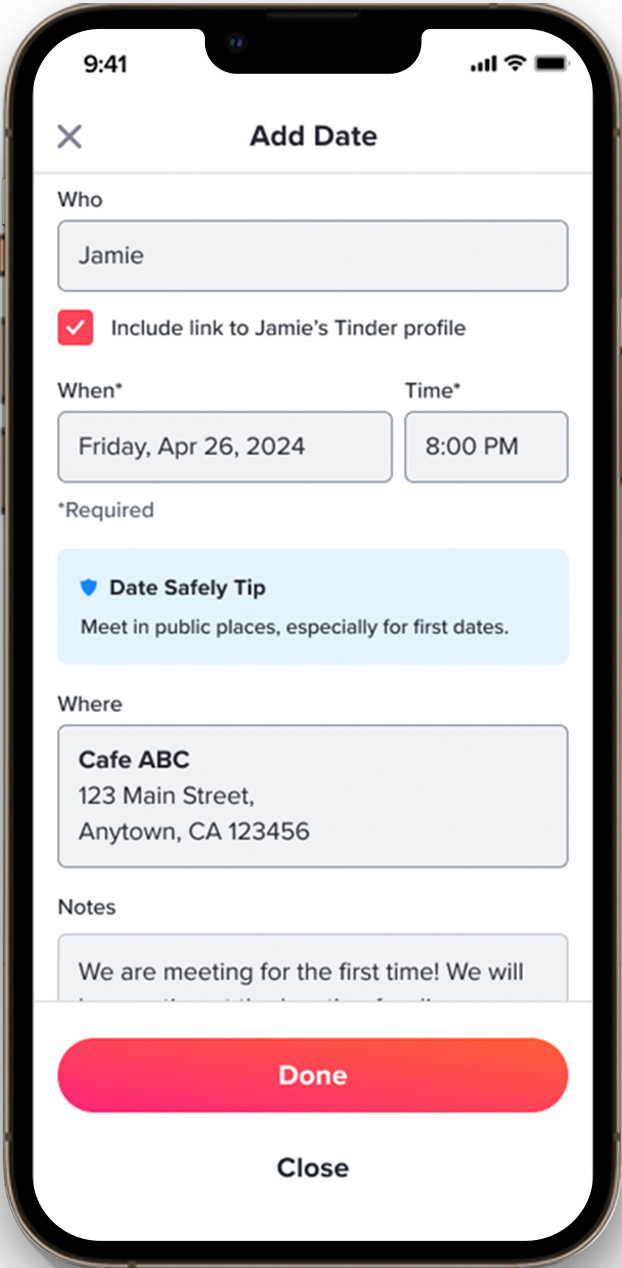 9:41
Add Date
Who
Jamie
Include link to Jamie's Tinder profile
When* Time*
Friday, Apr 26, 2024 8:00 PM
*Required
Date Safely Tip
Meet in public places, especially for first dates.
Where
Cafe ABC
123 Main Street,
Anytown, CA 123456
Notes
We are meeting for the first time! We will
Done
Close